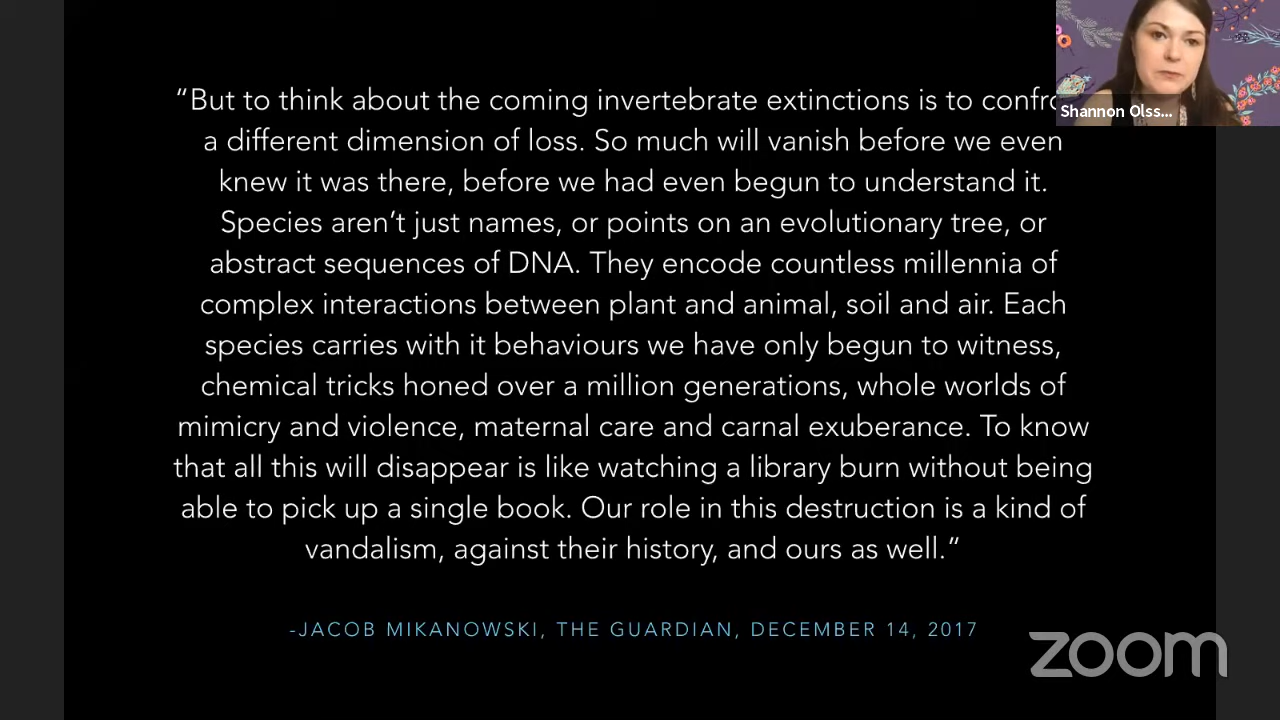 “But to think about the coming invertebrate extinctions is to confro
a different dimension of loss. So much will vanish before we even
knew it was there, before we had even begun to understand it.
Species aren’t just names, or points on an evolutionary tree, or
abstract sequences of DNA. They encode countless millennia of
complex interactions between plant and animal, soil and air. Each
species carries with it behaviours we have only begun to witness,
chemical tricks honed over a million generations, whole worlds of
mimicry and violence, maternal care and carnal exuberance. To know
that all this will disappear is like watching a library burn without being
able to pick up a single book. Our role in this destruction is a kind of
vandalism, against their history, and ours as well.”
-JACOB MIKANOWSKI, THE GUARDIAN, DECEMBER 14, 2017
Shannon Olss...
zoom